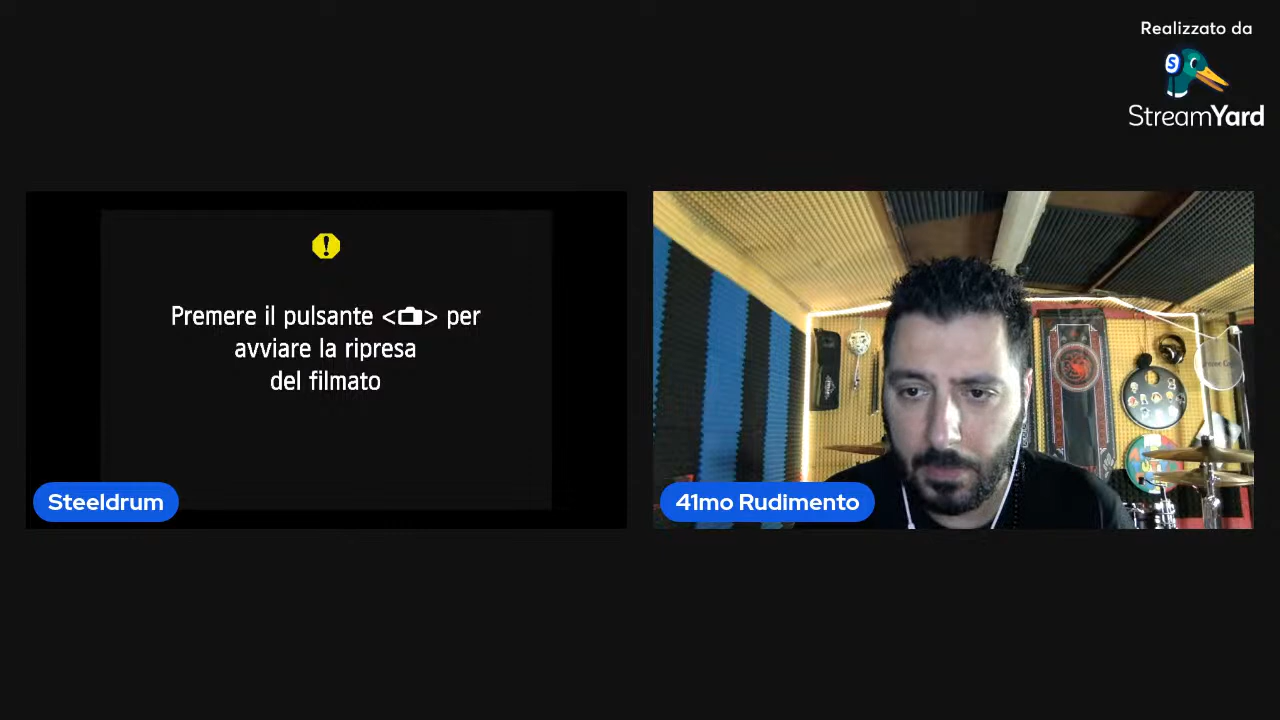 Realizzato da
StreamYard
Premere il pulsante < > per
avviare la ripresa
del filmato
Steeldrum
41mo Rudimento